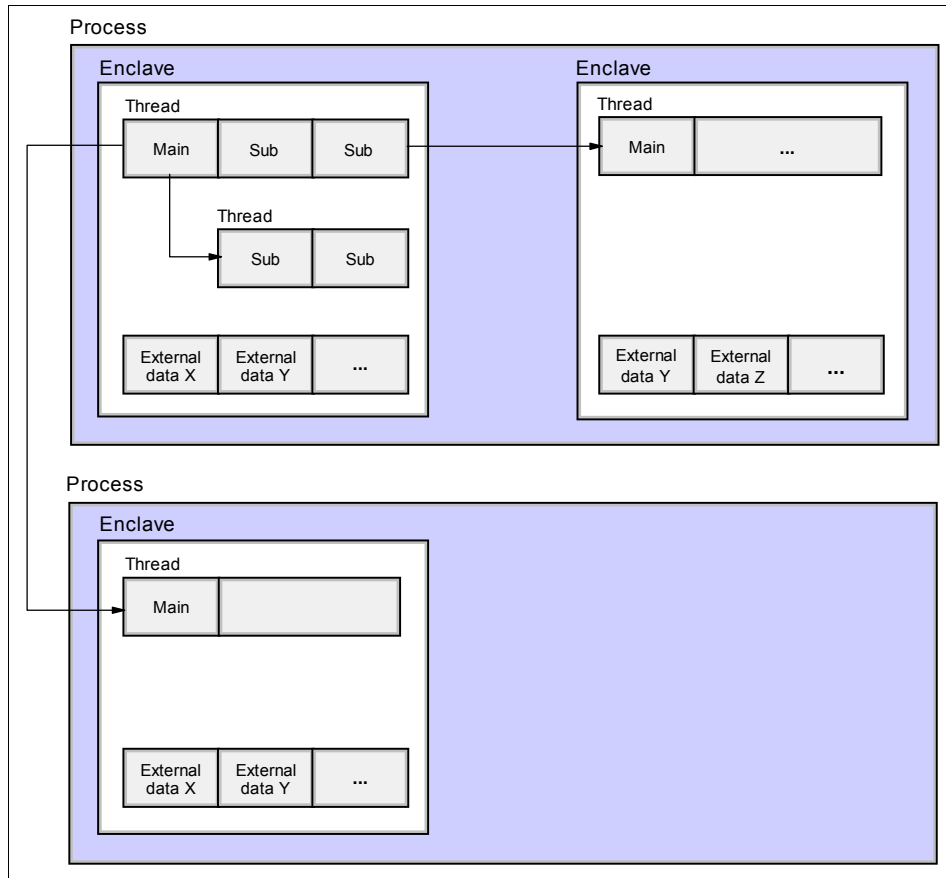 Process
Enclave
Enclave
Thread
Thread
Main
Sub
Sub
Main
...
Thread
Sub
Sub
External
data X
External
data Y
...
External
data Y
External
data Z
...
Process
Enclave
Thread
Main
External
data X
External
data Y
...